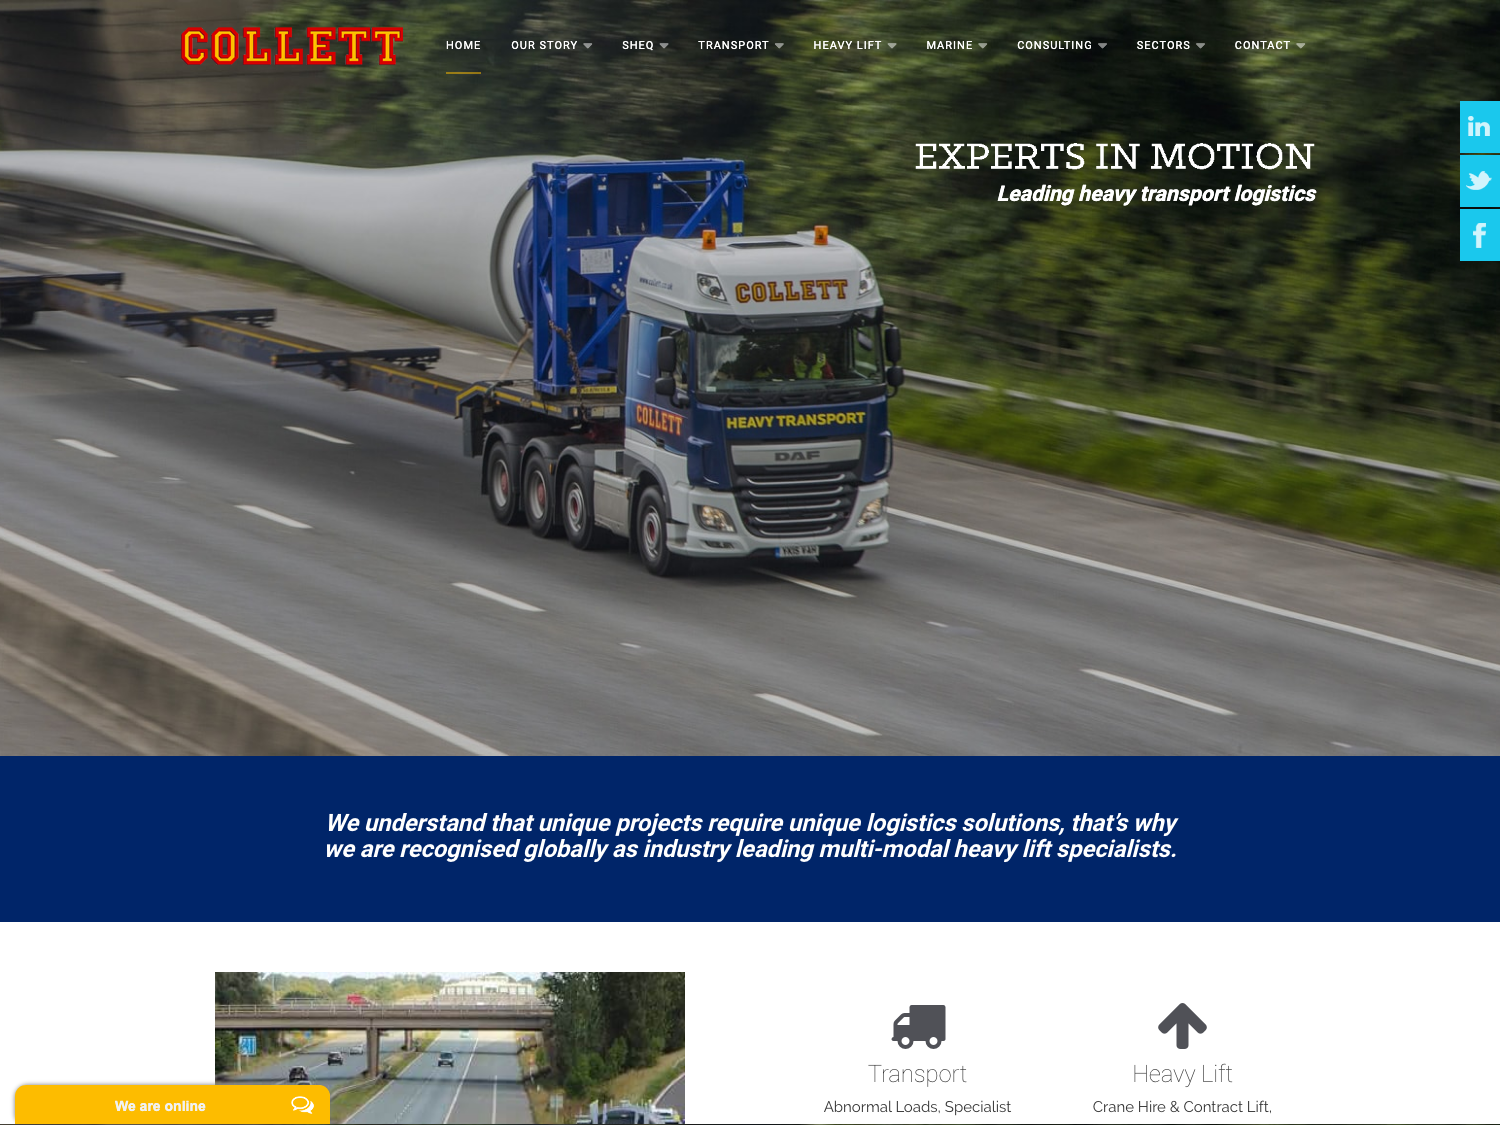 COLLETT
HOME
OUR STORY
SHEQ
TRANSPORT
HEAVY LIFT
MARINE
CONSULTING
SECTORS
CONTACT
EXPERTS IN MOTION
Leading heavy transport logistics
COLLETT
COLLETT
HEAVY TRANSPORT
DAF
We understand that unique projects require unique logistics solutions, that's why
we are recognised globally as industry leading multi-modal heavy lift specialists.
Transport
Abnormal Loads, Specialist
Heavy Lift
Crane Hire & Contract Lift,
We are online